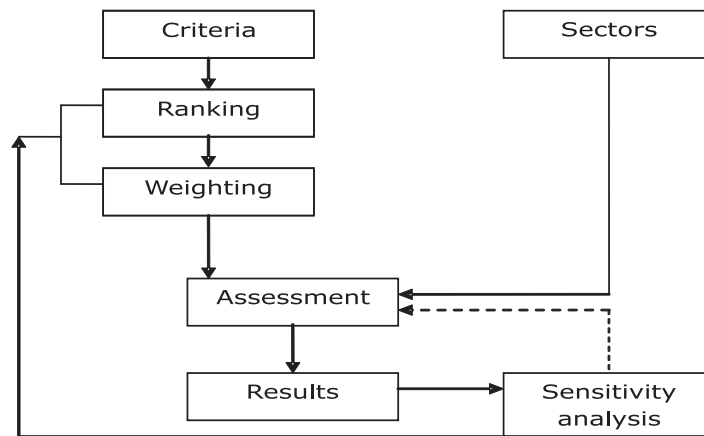 Criteria
Sectors
Ranking
Weighting
Assessment
Results
Sensitivity
analysis